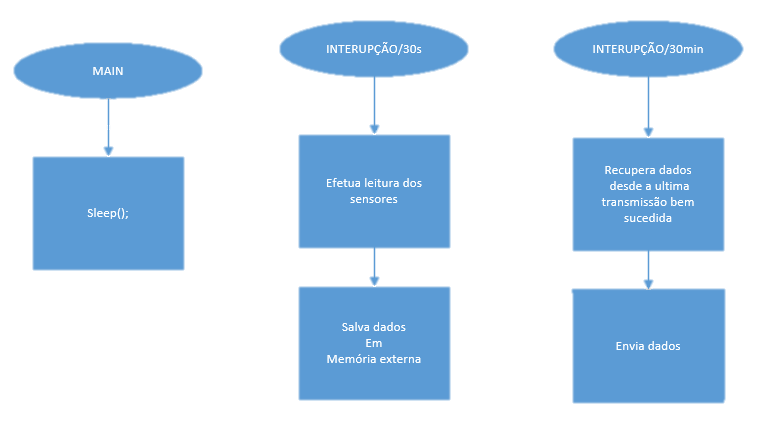 MAIN
Sleep();
INTERUPÇÃO/30s
Efetua leitura dos
sensores
Salva dados
Em
Memória externa
INTERUPÇÃO/30min
Recupera dados
desde a ultima
transmissão bem
sucedida
Envia dados